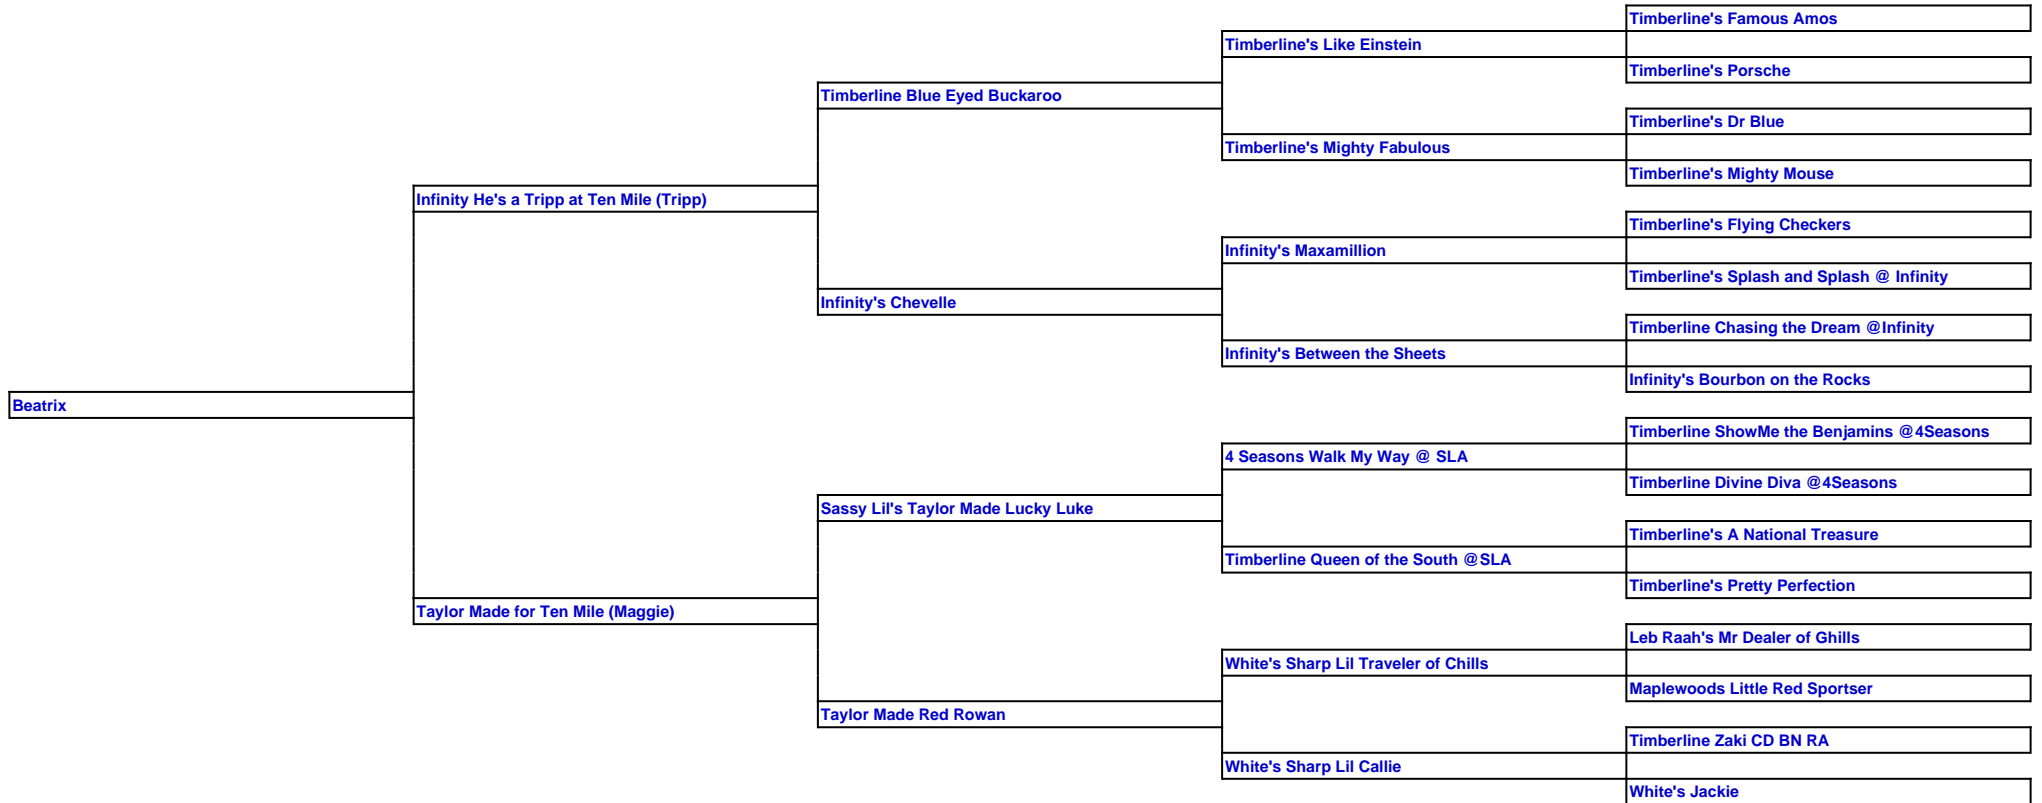 Timberline's Famous Amos
Timberline's Like Einstein
Timberline's Porsche
Timberline Blue Eyed Buckaroo
Timberline's Dr Blue
Timberline's Mighty Fabulous
Timberline's Mighty Mouse
Infinity He's a Tripp at Ten Mile (Tripp)
Timberline's Flying Checkers
Infinity's Maxamillion
Timberline's Splash and Splash @ Infinity
Infinity's Chevelle
Timberline Chasing the Dream @Infinity
Infinity's Between the Sheets
Infinity's Bourbon on the Rocks
Beatrix
Timberline ShowMe the Benjamins @4Seasons
4 Seasons Walk My Way @ SLA
Timberline Divine Diva @4Seasons
Sassy Lil's Taylor Made Lucky Luke
Timberline's A National Treasure
Timberline Queen of the South @SLA
Timberline's Pretty Perfection
Taylor Made for Ten Mile (Maggie)
Leb Raah's Mr Dealer of Ghills
White's Sharp Lil Traveler of Chills
Maplewoods Little Red Sportser
Taylor Made Red Rowan
Timberline Zaki CD BN RA
White's Sharp Lil Callie
White's Jackie